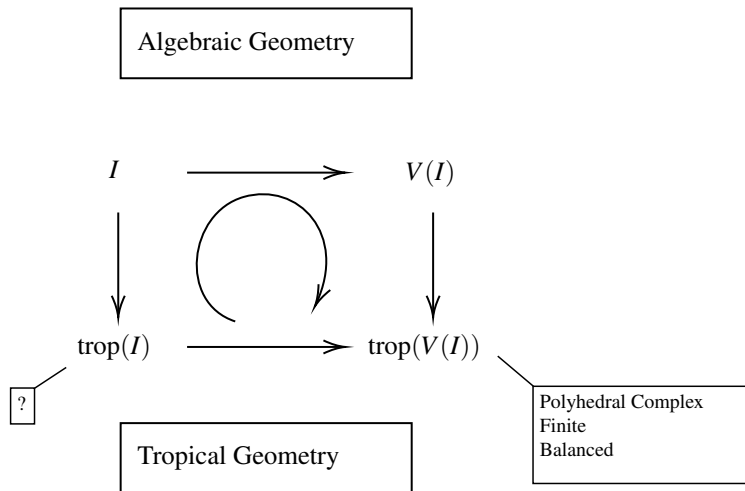 Algebraic Geometry
I V(I)
trop(I) trop(V(I))
?
Polyhedral Complex
Finite
Balanced
Tropical Geometry